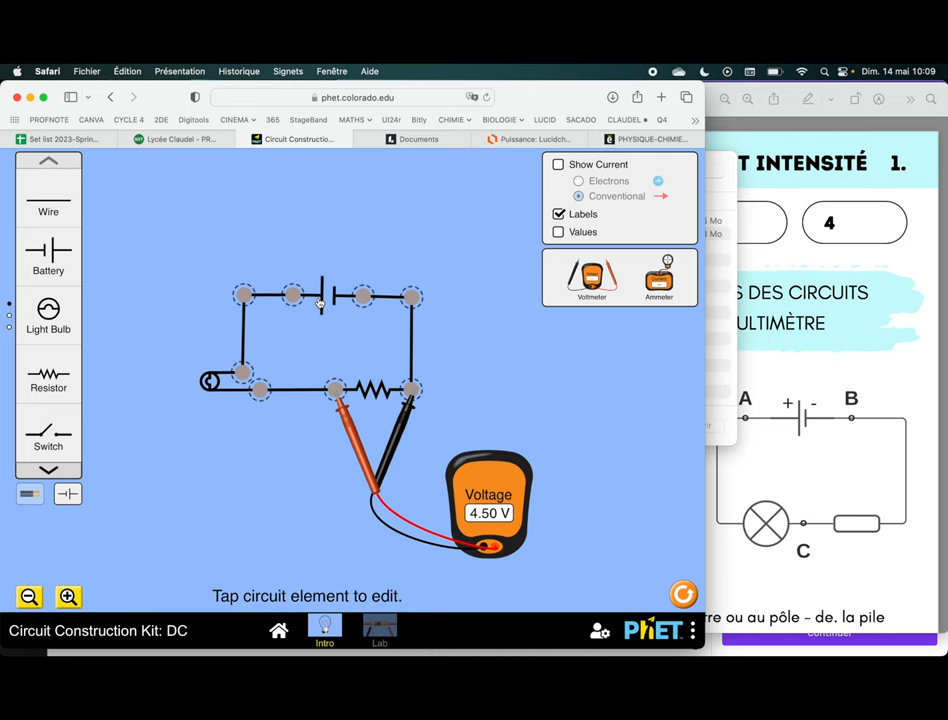 Safari Fichier Édition Présentation Historique Signets Fenêtre Aide
Dim. 14 mai 10:09
phet.colorado.edu
PROFNOTE CANVA CYCLE 4 2DE Digitools CINEMA 365 StageBand MATHS UI24r Bitly CHIMIE BIOLOGIE LUCID SACADO CLAUDEL Q4
Set list 2023-Sprin...
Lycée Claudel - PR...
Circuit Constructio...
Documents
Puissance: Lucidch...
PHYSIQUE-CHIMIE...
Wire
Battery
Light Bulb
Resistor
Switch
Show Current
Electrons
Conventional
Labels
Values
Voltmeter
Ammeter
Voltage
4.50 V
Tap circuit element to edit.
Circuit Construction Kit: DC
Intro
Lab
PhET
T INTENSITÉ 1.
Mo
4
Mo
S DES CIRCUITS
ULTIMÈTRE
A + - B
C
rre ou au pôle - de. la pile
Continuer